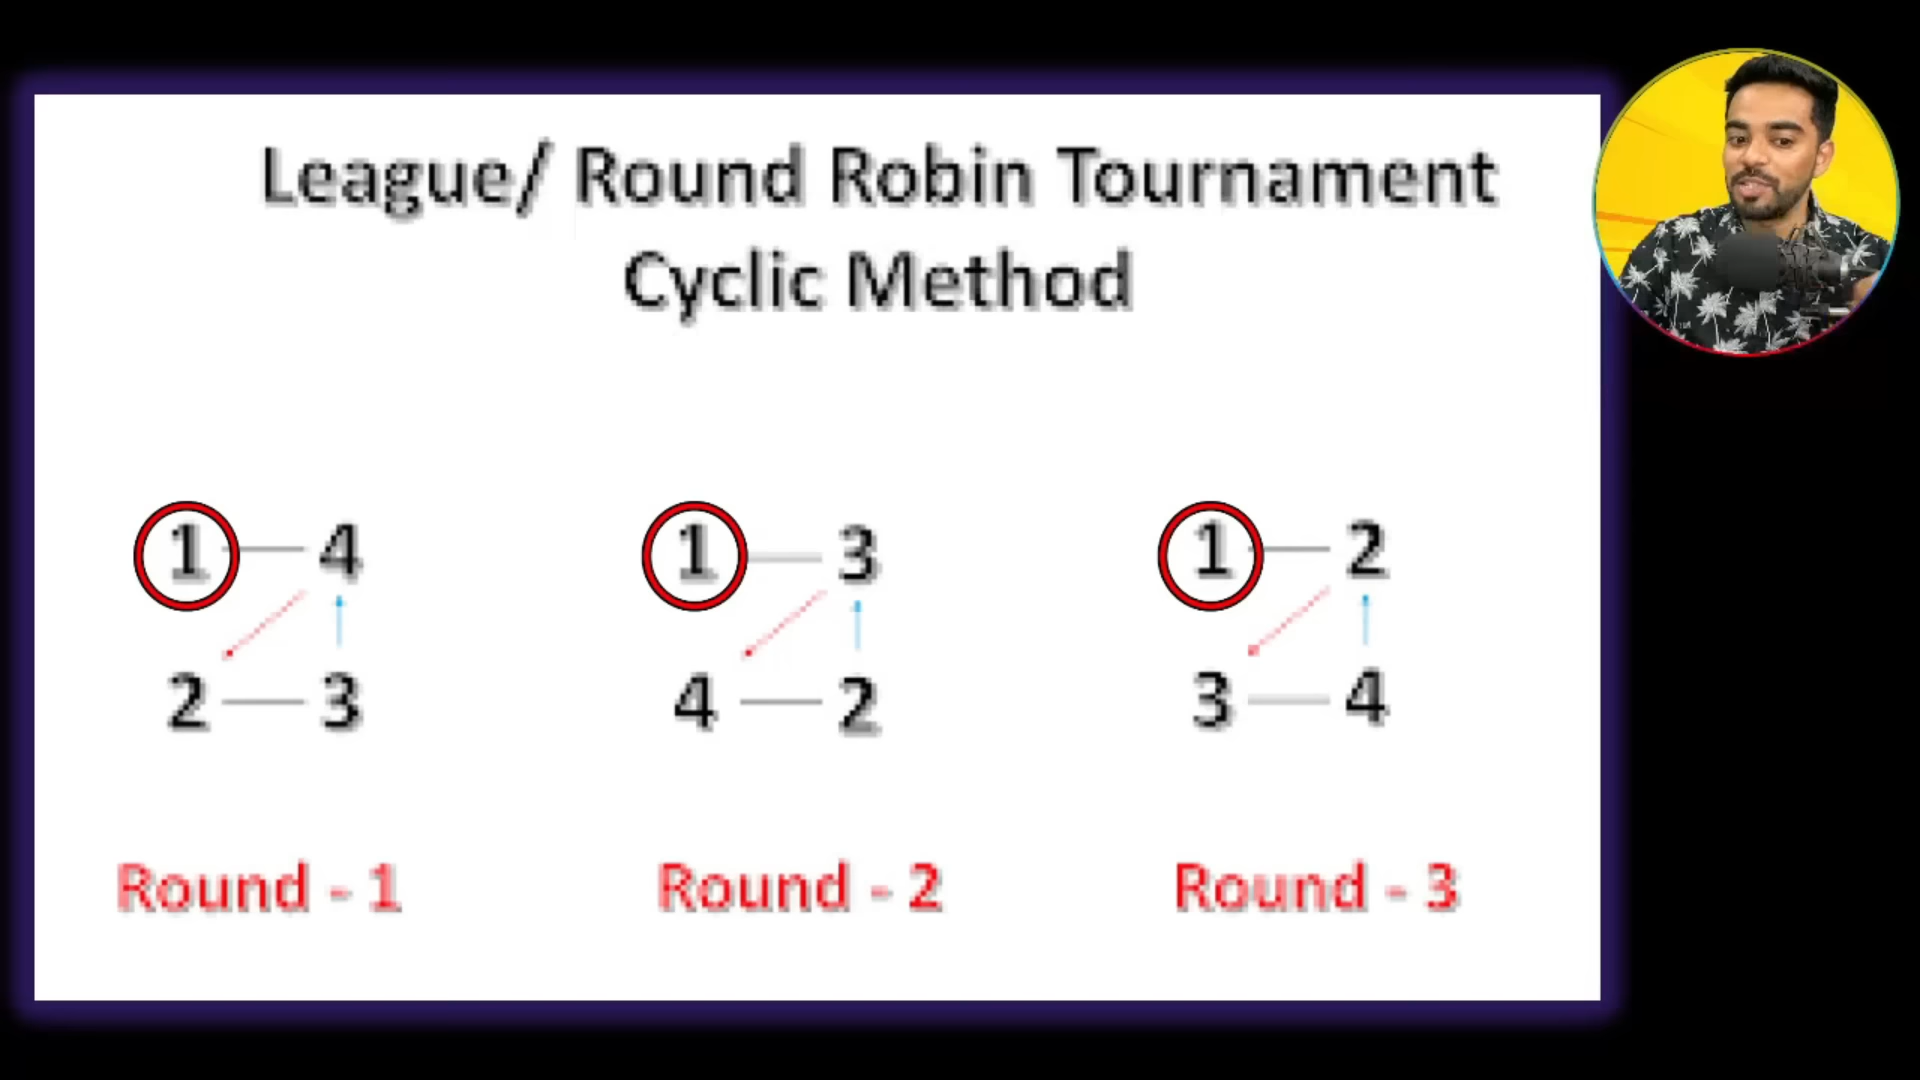 League/ Round Robin Tournament
Cyclic Method
1 4 1 3 1 2
2 3 4 2 3 4
Round - 1 Round - 2 Round - 3